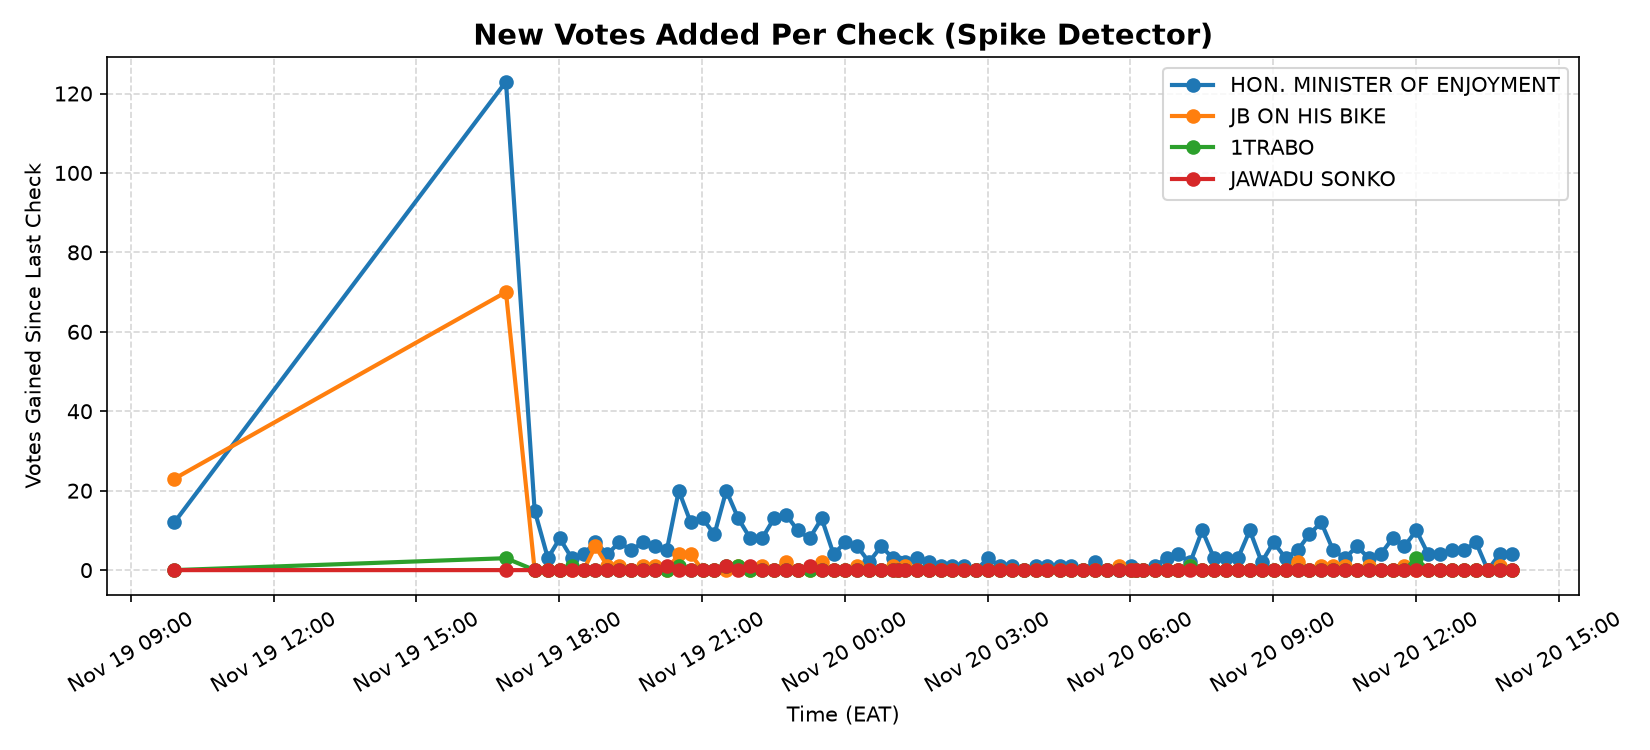 New Votes Added Per Check (Spike Detector)
HON. MINISTER OF ENJOYMENT
JB ON HIS BIKE
1TRABO
JAWADU SONKO
Votes Gained Since Last Check
120
100
80
60
40
20
0
Nov 19 09:00
Nov 19 12:00
Nov 19 15:00
Nov 19 18:00
Nov 19 21:00
Nov 20 00:00
Nov 20 03:00
Nov 20 06:00
Nov 20 09:00
Nov 20 12:00
Nov 20 15:00
Time (EAT)